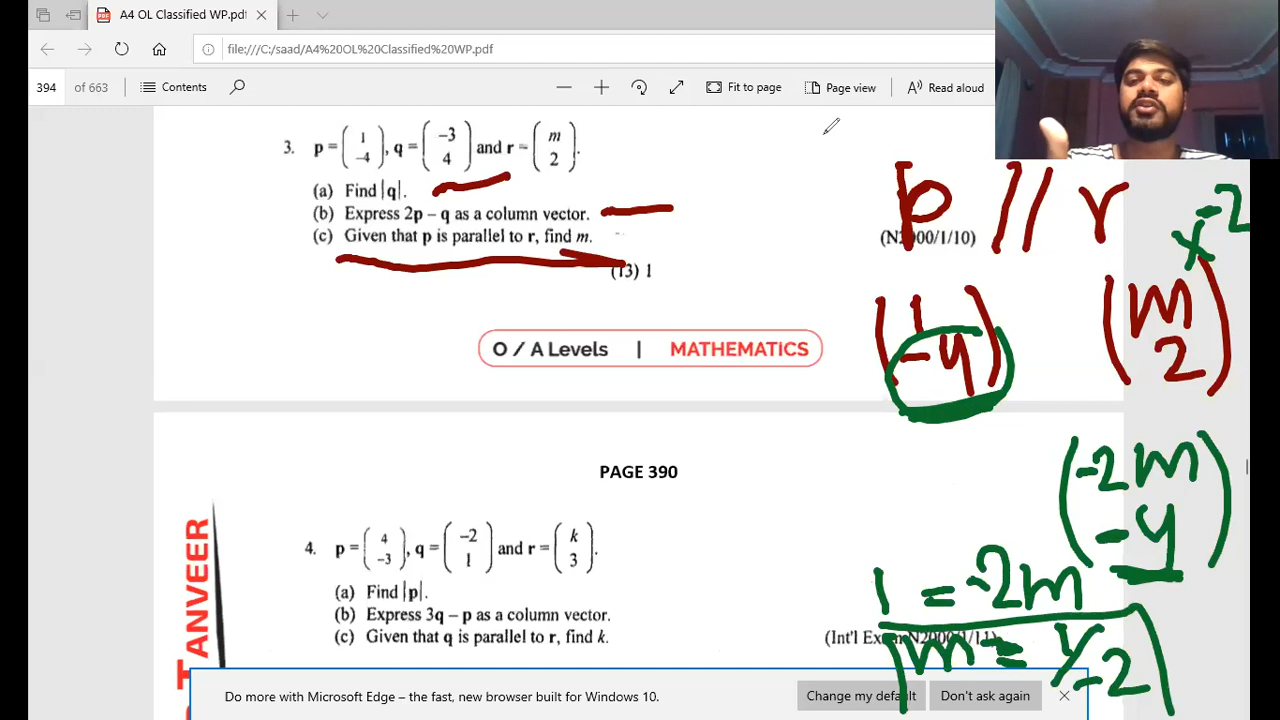 A4 OL Classified WP.pdf
file:///C:/saad/A4%20OL%20Classified%20WP.pdf
394 of 663 Contents Fit to page Page view Read aloud
3. p = (1 -4), q = (-3 4) and r = (m 2).
(a) Find |q|.
(b) Express 2p – q as a column vector.
(c) Given that p is parallel to r, find m.
(N2000/1/10)
(13) 1
O / A Levels | MATHEMATICS
p // r
x -2
(1 -4) (m 2)
(-2m -4)
1 = -2m
m = 1/-2
PAGE 390
TANVEER
4. p = (4 -3), q = (-2 1) and r = (k 3).
(a) Find |p|.
(b) Express 3q – p as a column vector.
(c) Given that q is parallel to r, find k.
(Int'l Exam N2000/1/11)
Do more with Microsoft Edge – the fast, new browser built for Windows 10.
Change my default
Don't ask again